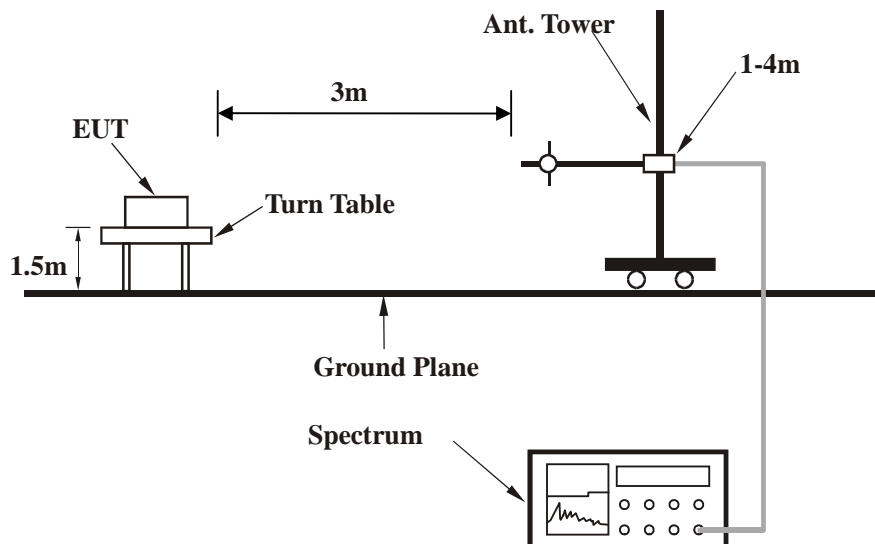 Ant. Tower
1-4m
3m
EUT
Turn Table
1.5m
Ground Plane
Spectrum